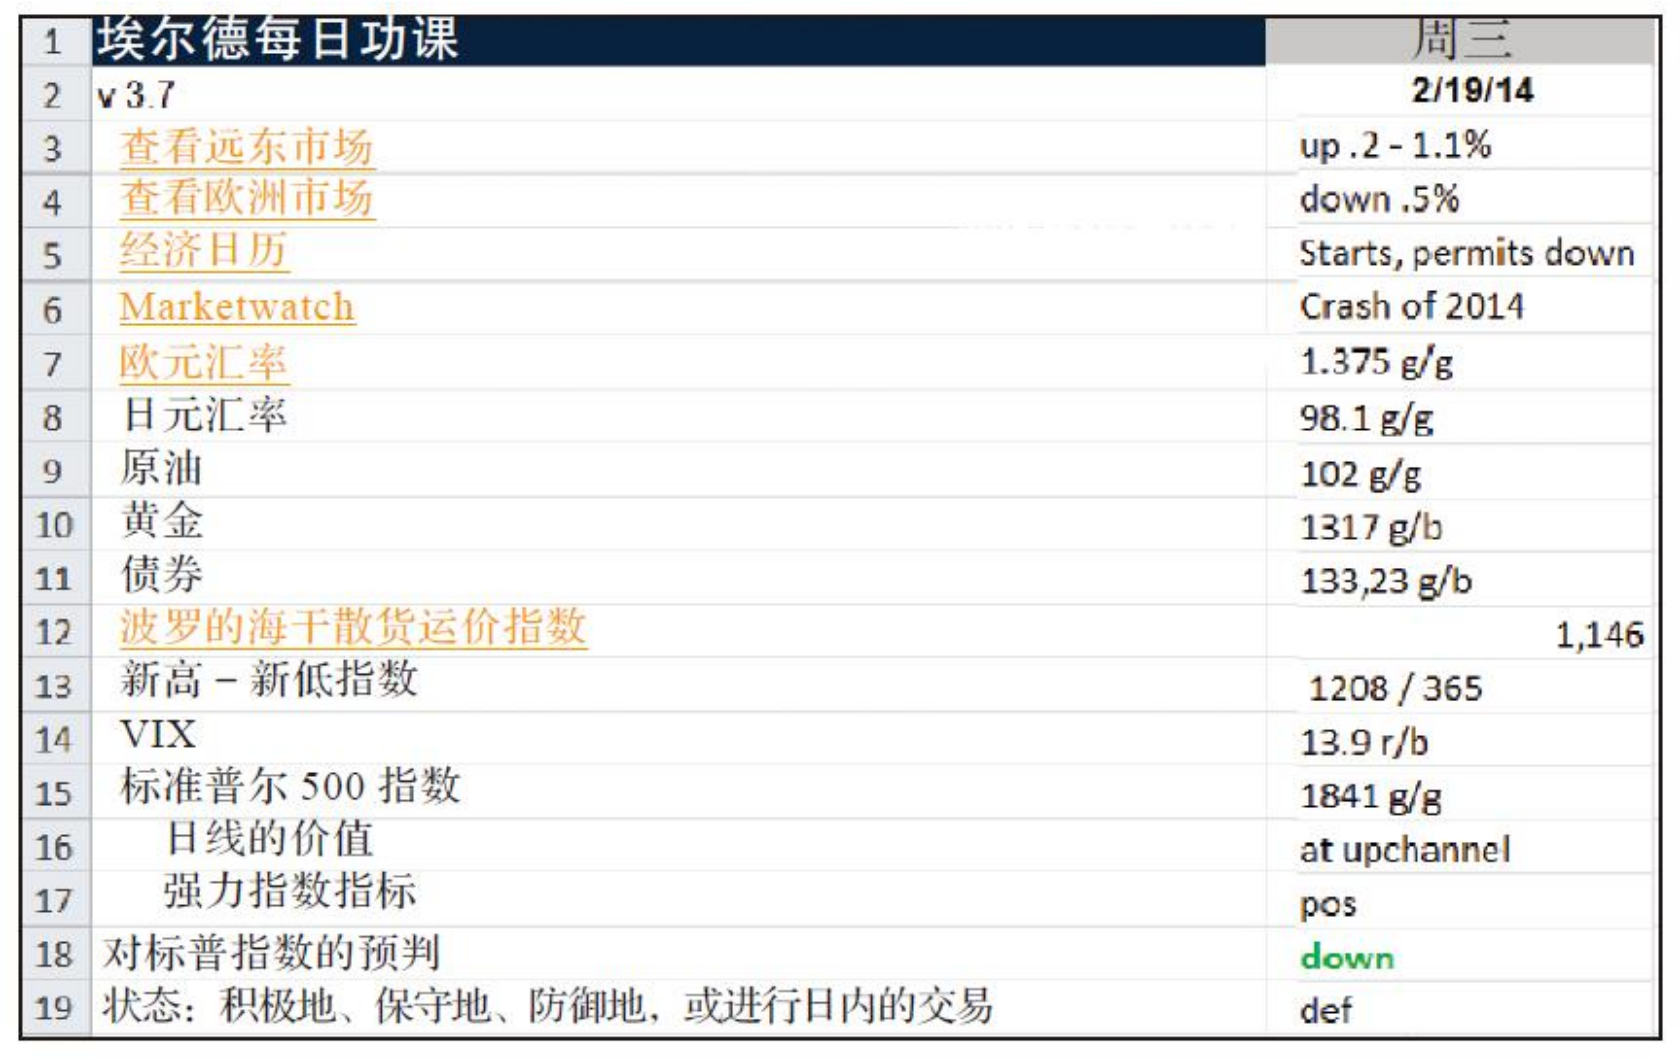 1 埃尔德每日功课 周三
2 v 3.7 2/19/14
3 查看远东市场 up .2 - 1.1%
4 查看欧洲市场 down .5%
5 经济日历 Starts, permits down
6 Marketwatch Crash of 2014
7 欧元汇率 1.375 g/g
8 日元汇率 98.1 g/g
9 原油 102 g/g
10 黄金 1317 g/b
11 债券 133,23 g/b
12 波罗的海干散货运价指数 1,146
13 新高－新低指数 1208 / 365
14 VIX 13.9 r/b
15 标准普尔 500 指数 1841 g/g
16 日线的价值 at upchannel
17 强力指数指标 pos
18 对标普指数的预判 down
19 状态：积极地、保守地、防御地，或进行日内的交易 def